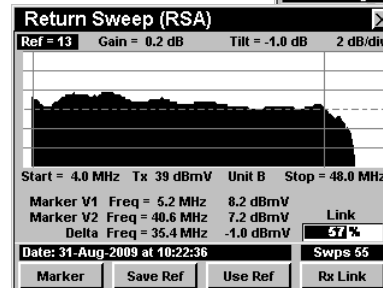 Return Sweep (RSA)
Ref = 13 Gain = 0.2 dB Tilt = -1.0 dB 2 dB/div
Start = 4.0 MHz Tx 39 dBmV Unit B Stop = 48.0 MHz
Marker V1 Freq = 5.2 MHz 8.2 dBmV
Marker V2 Freq = 40.6 MHz 7.2 dBmV Link
Delta Freq = 35.4 MHz -1.0 dBmV 57 %
Date: 31-Aug-2009 at 10:22:36 Swps 55
Marker Save Ref Use Ref Rx Link